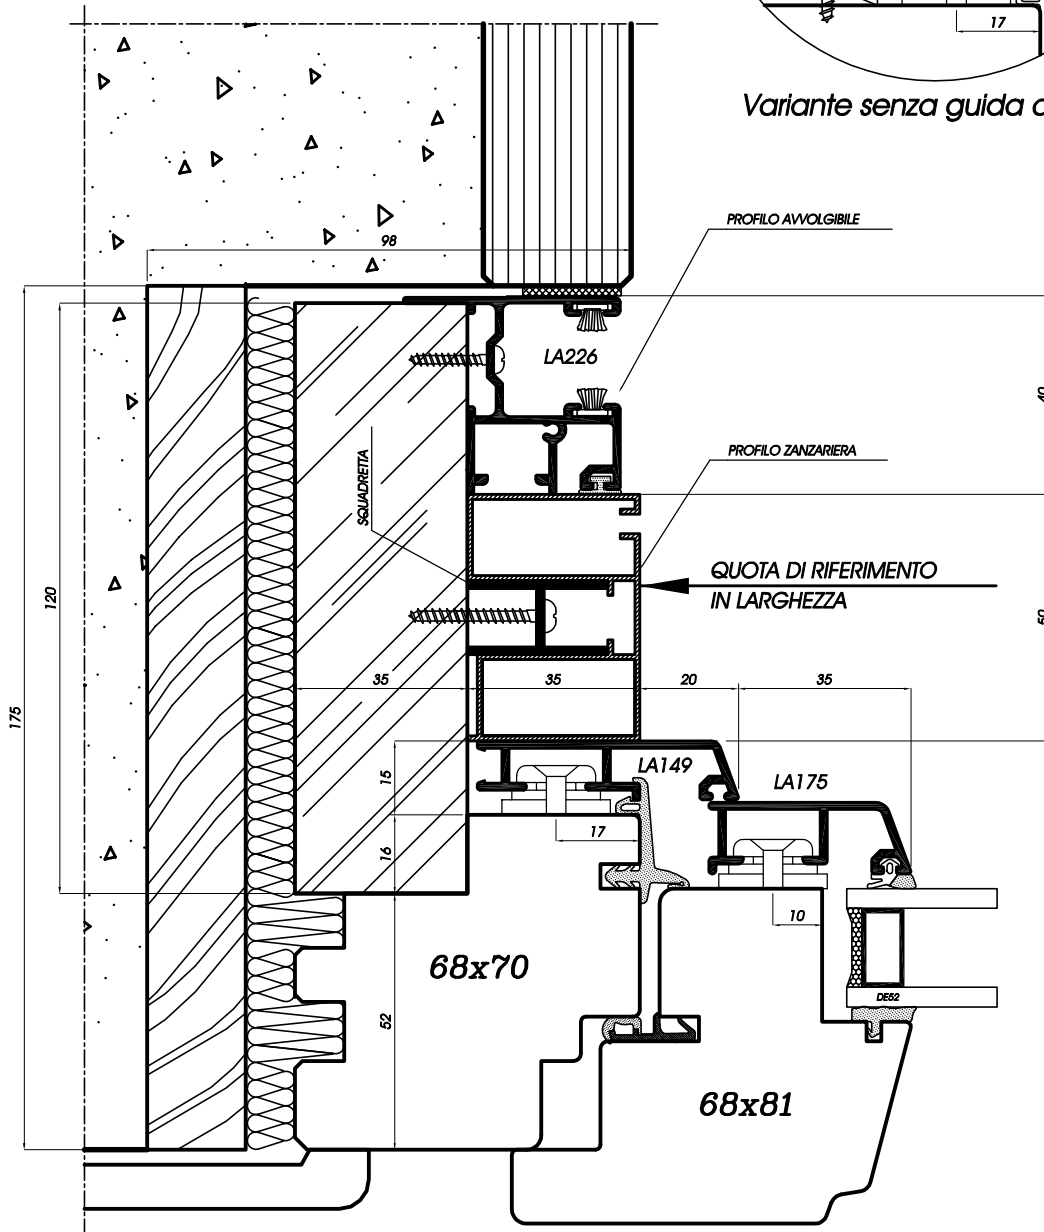 17
Variante senza guida
PROFILO AVVOLGIBILE
98
LA226
40
PROFILO ZANZARIERA
SQUADRETTA
QUOTA DI RIFERIMENTO
IN LARGHEZZA
120
35
35
20
35
175
15
LA149
LA175
17
16
10
68x70
DE52
52
68x81